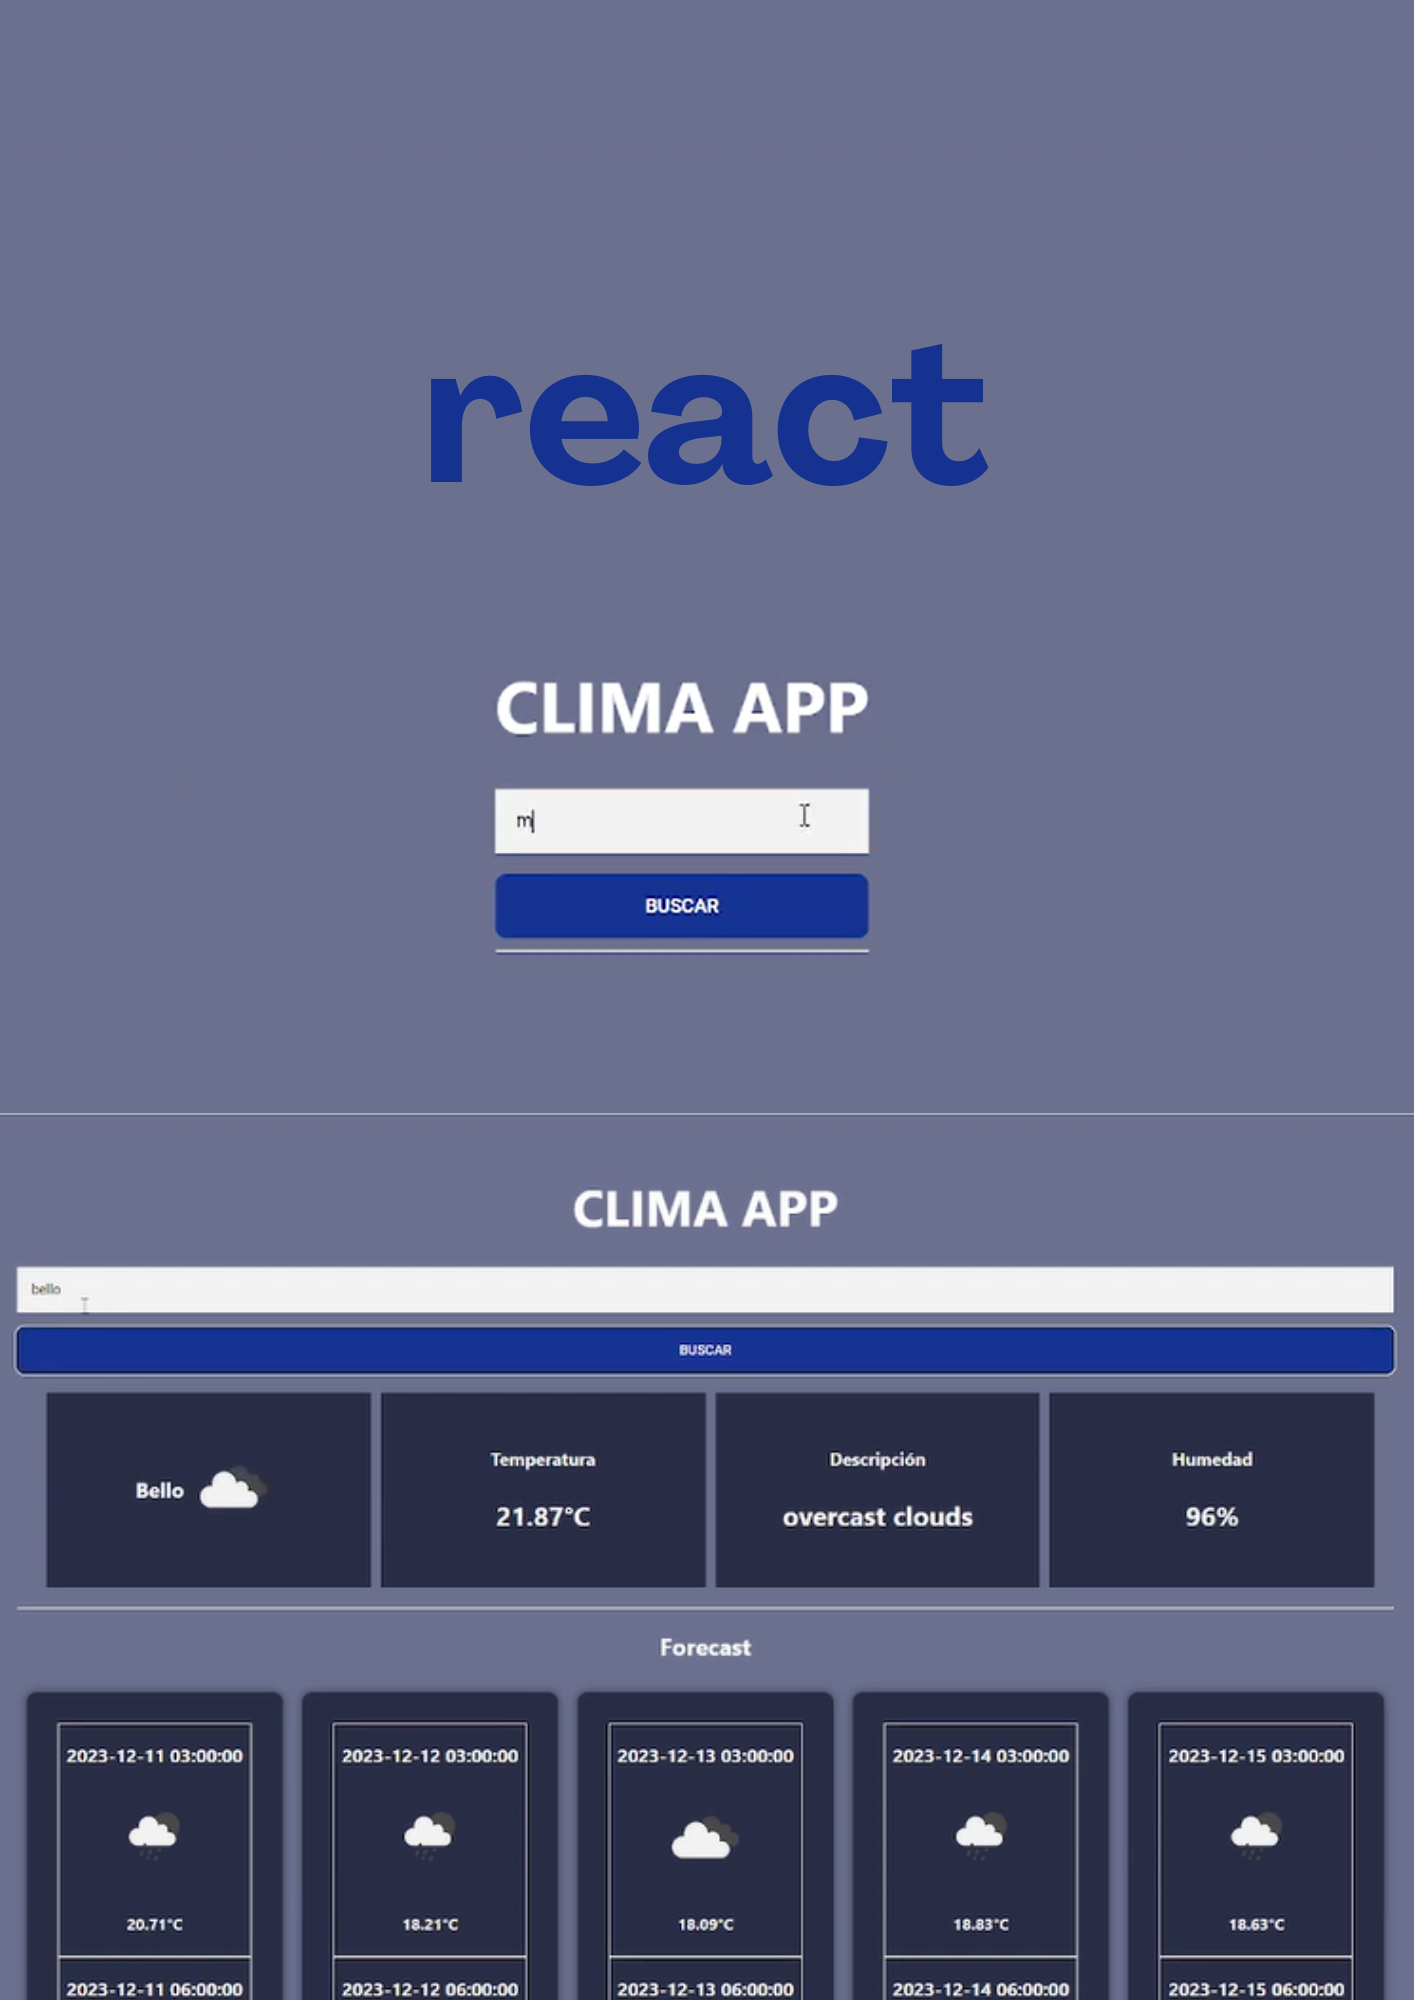 react
CLIMA APP
m
BUSCAR
CLIMA APP
bello
BUSCAR
Bello
Temperatura
21.87°C
Descripción
overcast clouds
Humedad
96%
Forecast
2023-12-11 03:00:00 2023-12-12 03:00:00 2023-12-13 03:00:00 2023-12-14 03:00:00 2023-12-15 03:00:00
20.71°C 18.21°C 18.09°C 18.83°C 18.63°C
2023-12-11 06:00:00 2023-12-12 06:00:00 2023-12-13 06:00:00 2023-12-14 06:00:00 2023-12-15 06:00:00